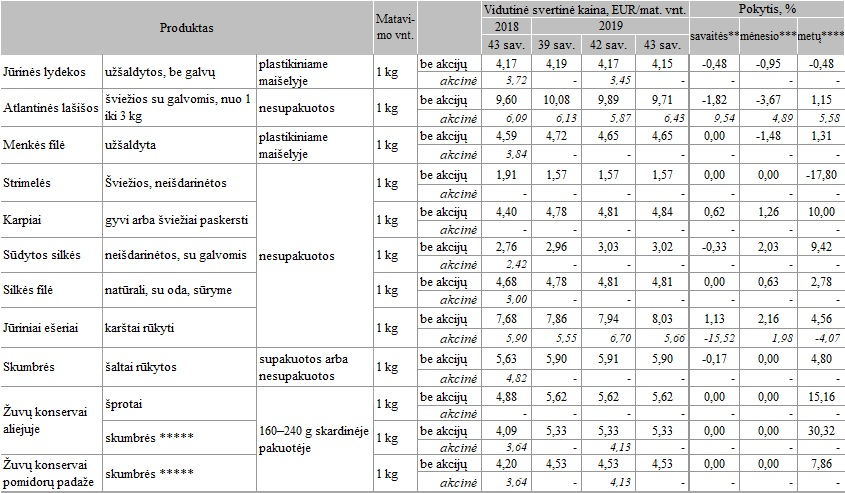 Produktas Matavi-mo vnt. Vidutinė svertinė kaina, EUR/mat. vnt. Pokytis, %
2018 2019 savaitės** mėnesio*** metų****
43 sav. 39 sav. 42 sav. 43 sav.
Jūrinės lydekos užšaldytos, be galvų plastikiniame maišelyje 1 kg be akcijų 4,17 4,19 4,17 4,15 -0,48 -0,95 -0,48
akcinė 3,72 - 3,45 - - - -
Atlantinės lašišos šviežios su galvomis, nuo 1 iki 3 kg nesupakuotos 1 kg be akcijų 9,60 10,08 9,89 9,71 -1,82 -3,67 1,15
akcinė 6,09 6,13 5,87 6,43 9,54 4,89 5,58
Menkės filė užšaldyta plastikiniame maišelyje 1 kg be akcijų 4,59 4,72 4,65 4,65 0,00 -1,48 1,31
akcinė 3,84 - - - - - -
Strimelės Šviežios, neišdarinėtos nesupakuotos 1 kg be akcijų 1,91 1,57 1,57 1,57 0,00 0,00 -17,80
akcinė - - - - - - -
Karpiai gyvi arba šviežiai paskersti 1 kg be akcijų 4,40 4,78 4,81 4,84 0,62 1,26 10,00
akcinė - - - - - - -
Sūdytos silkės neišdarinėtos, su galvomis 1 kg be akcijų 2,76 2,96 3,03 3,02 -0,33 2,03 9,42
akcinė 2,42 - - - - - -
Silkės filė natūrali, su oda, sūryme 1 kg be akcijų 4,68 4,78 4,81 4,81 0,00 0,63 2,78
akcinė 3,00 - - - - - -
Jūriniai ešeriai karštai rūkyti 1 kg be akcijų 7,68 7,86 7,94 8,03 1,13 2,16 4,56
akcinė 5,90 5,55 6,70 5,66 -15,52 1,98 -4,07
Skumbrės šaltai rūkytos supakuotos arba nesupakuotos 1 kg be akcijų 5,63 5,90 5,91 5,90 -0,17 0,00 4,80
akcinė 4,82 - - - - - -
Žuvų konservai aliejuje šprotai 160–240 g skardinėje pakuotėje 1 kg be akcijų 4,88 5,62 5,62 5,62 0,00 0,00 15,16
akcinė - - - - - - -
skumbrės ***** 1 kg be akcijų 4,09 5,33 5,33 5,33 0,00 0,00 30,32
akcinė 3,64 - 4,13 - - - -
Žuvų konservai pomidorų padaže skumbrės ***** 1 kg be akcijų 4,20 4,53 4,53 4,53 0,00 0,00 7,86
akcinė 3,64 - 4,13 - - - -